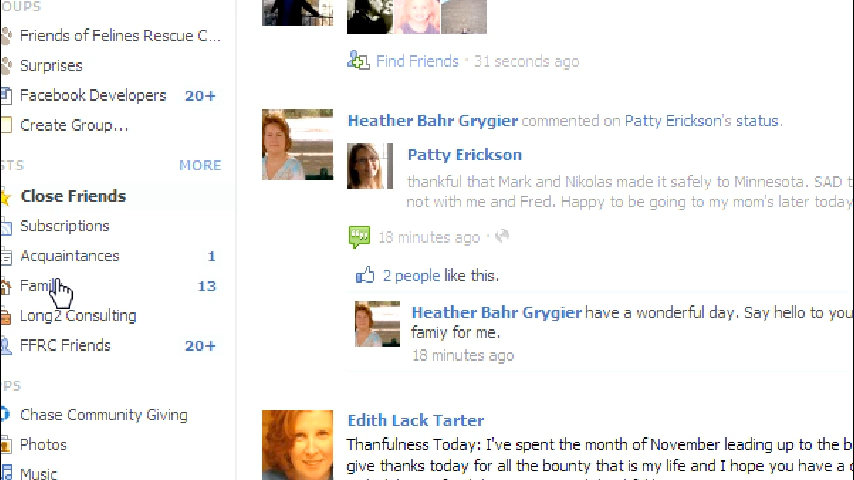 OUPS
Friends of Felines Rescue C...
Surprises
Facebook Developers 20+
Create Group...
STS MORE
Close Friends
Subscriptions
Acquaintances 1
Family 13
Long2 Consulting
FFRC Friends 20+
PS
Chase Community Giving
Photos
Music
Find Friends · 31 seconds ago
Heather Bahr Grygier commented on Patty Erickson's status.
Patty Erickson
thankful that Mark and Nikolas made it safely to Minnesota. SAD t
not with me and Fred. Happy to be going to my mom's later today
18 minutes ago ·
2 people like this.
Heather Bahr Grygier have a wonderful day. Say hello to you
famiy for me.
18 minutes ago
Edith Lack Tarter
Thanfulness Today: I've spent the month of November leading up to the b
give thanks today for all the bounty that is my life and I hope you have a